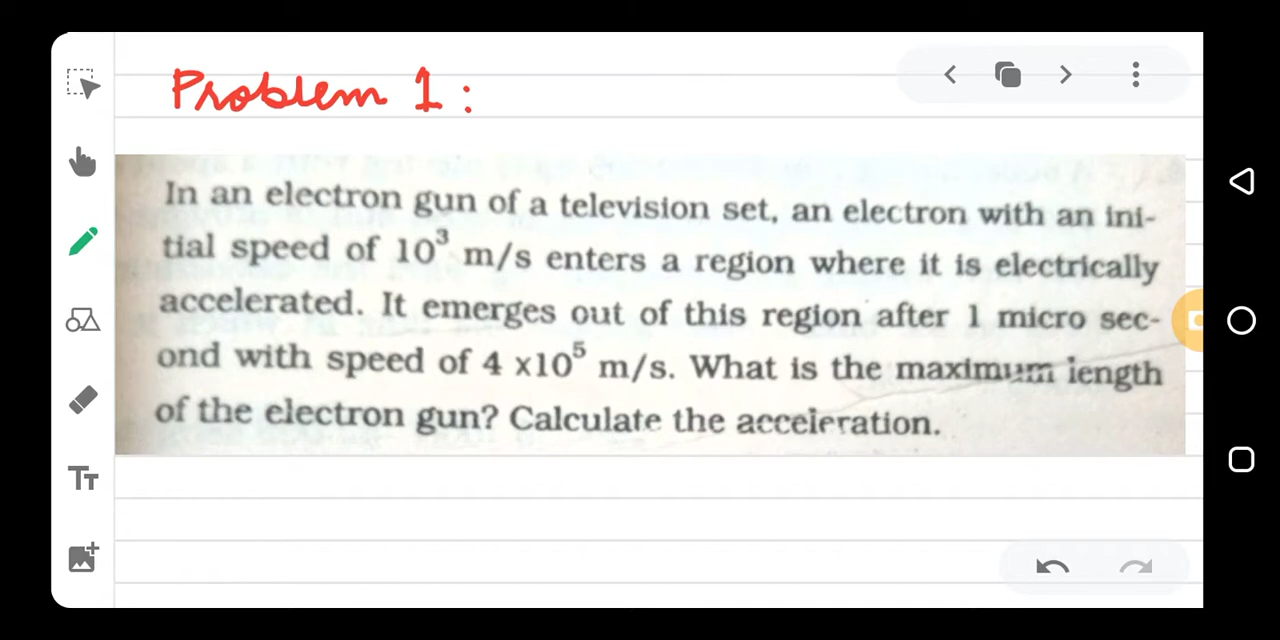 Problem 1:
In an electron gun of a television set, an electron with an ini-
tial speed of 10³ m/s enters a region where it is electrically
accelerated. It emerges out of this region after 1 micro sec-
ond with speed of 4 x10⁵ m/s. What is the maximum length
of the electron gun? Calculate the acceleration.
TT